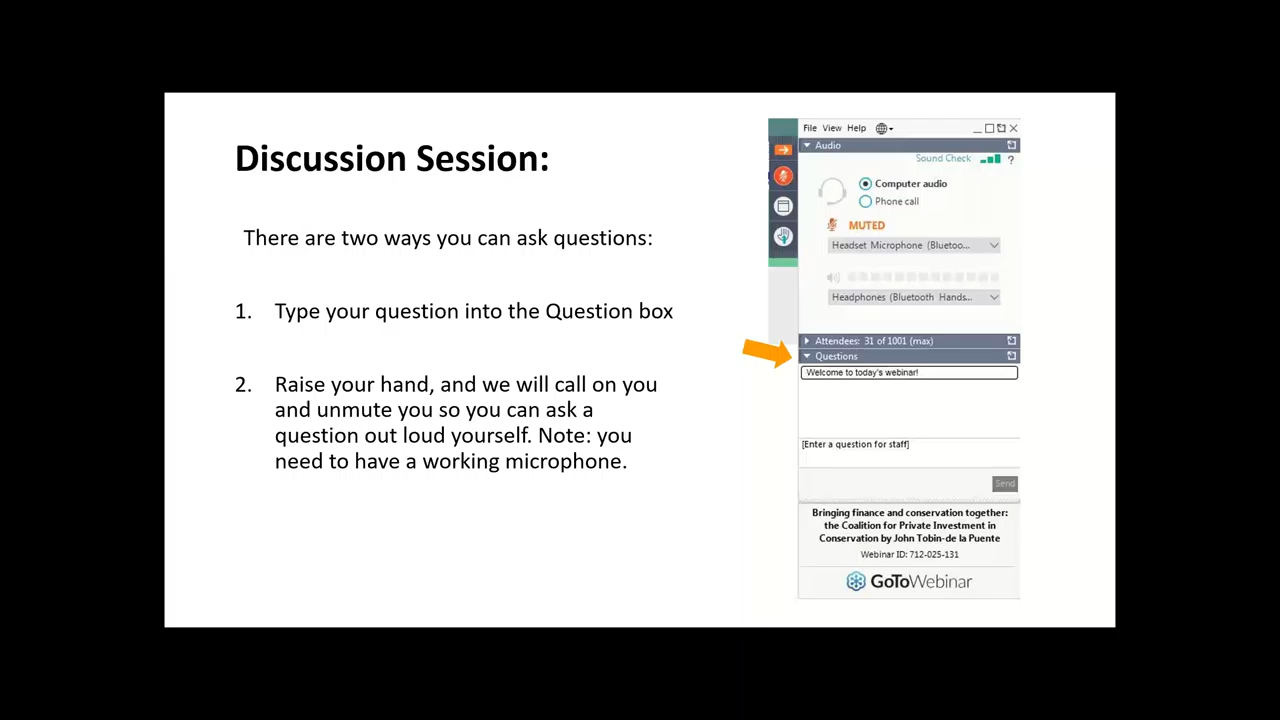 Discussion Session:
There are two ways you can ask questions:
1. Type your question into the Question box
2. Raise your hand, and we will call on you
and unmute you so you can ask a
question out loud yourself. Note: you
need to have a working microphone.
File View Help
Audio
Sound Check ?
Computer audio
Phone call
MUTED
Headset Microphone (Bluetoo...
Headphones (Bluetooth Hands...
Attendees: 31 of 1001 (max)
Questions
Welcome to today's webinar!
[Enter a question for staff]
Send
Bringing finance and conservation together:
the Coalition for Private Investment in
Conservation by John Tobin-de la Puente
Webinar ID: 712-025-131
GoToWebinar